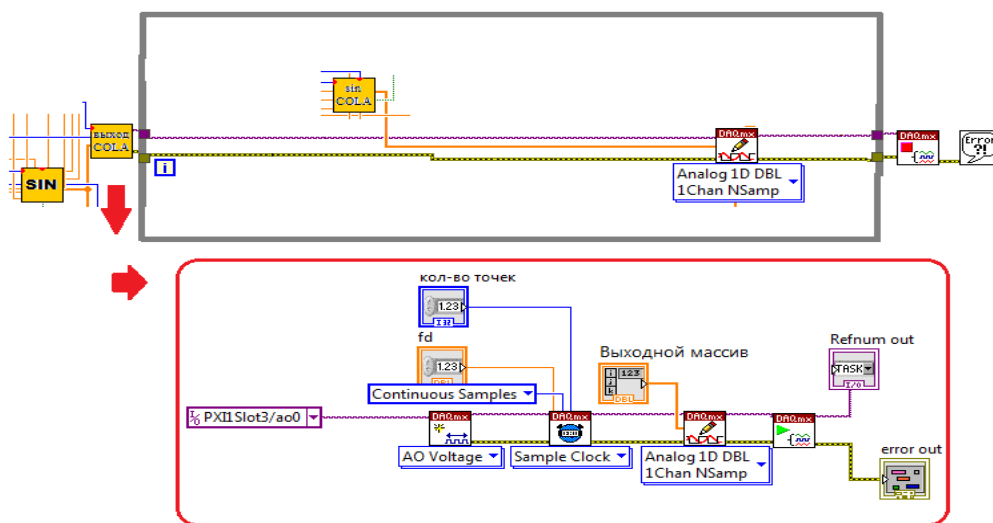 sin
COLA
выход
COLA
SIN
i
DAQmx
Analog 1D DBL
1Chan NSamp
DAQmx
Error
?!
кол-во точек
1.23
I32
fd
1.23
DBL
Continuous Samples
Выходной массив
123
DBL
Refnum out
TASK
I/O
PXI1Slot3/ao0
DAQmx
AO Voltage
DAQmx
Sample Clock
DAQmx
Analog 1D DBL
1Chan NSamp
DAQmx
error out